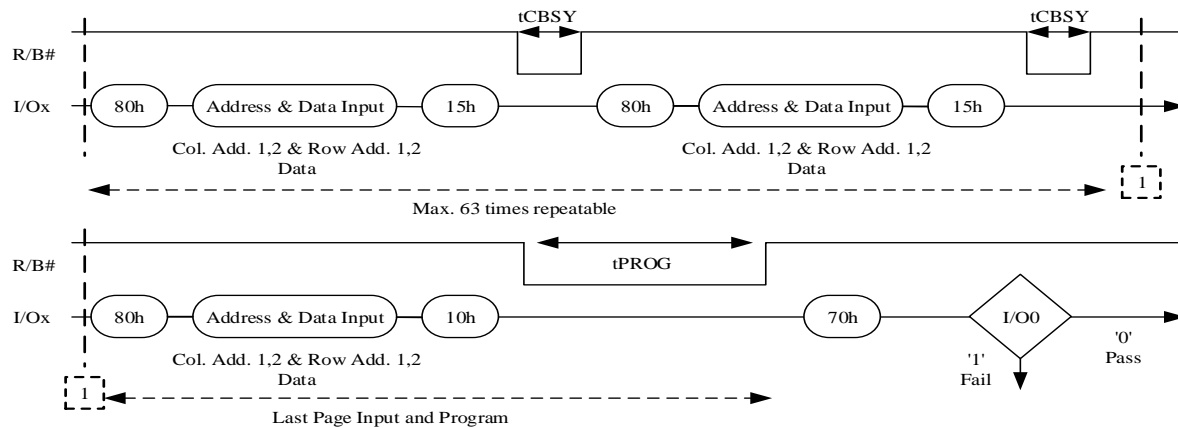 tCBSY tCBSY
R/B#
I/Ox 80h Address & Data Input 15h 80h Address & Data Input 15h
Col. Add. 1,2 & Row Add. 1,2 Col. Add. 1,2 & Row Add. 1,2
Data Data
1
Max. 63 times repeatable
R/B# tPROG
I/Ox 80h Address & Data Input 10h 70h I/O0
'0'
Col. Add. 1,2 & Row Add. 1,2 '1' Pass
Data Fail
1
Last Page Input and Program